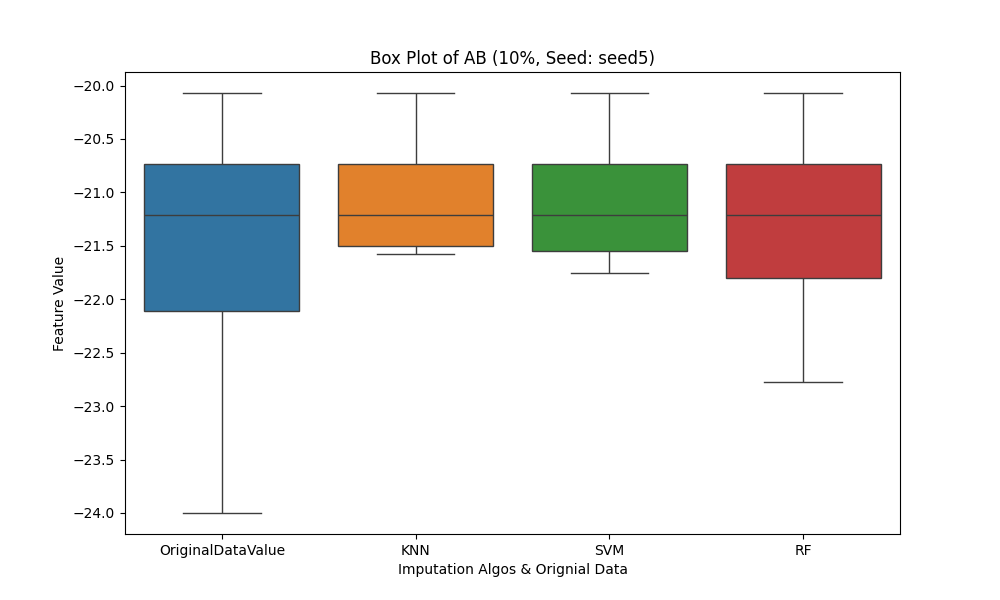 Box Plot of AB (10%, Seed: seed5)
−20.0
−20.5
−21.0
−21.5
−22.0
−22.5
−23.0
−23.5
−24.0
Feature Value
OriginalDataValue
KNN
SVM
RF
Imputation Algos & Orignial Data